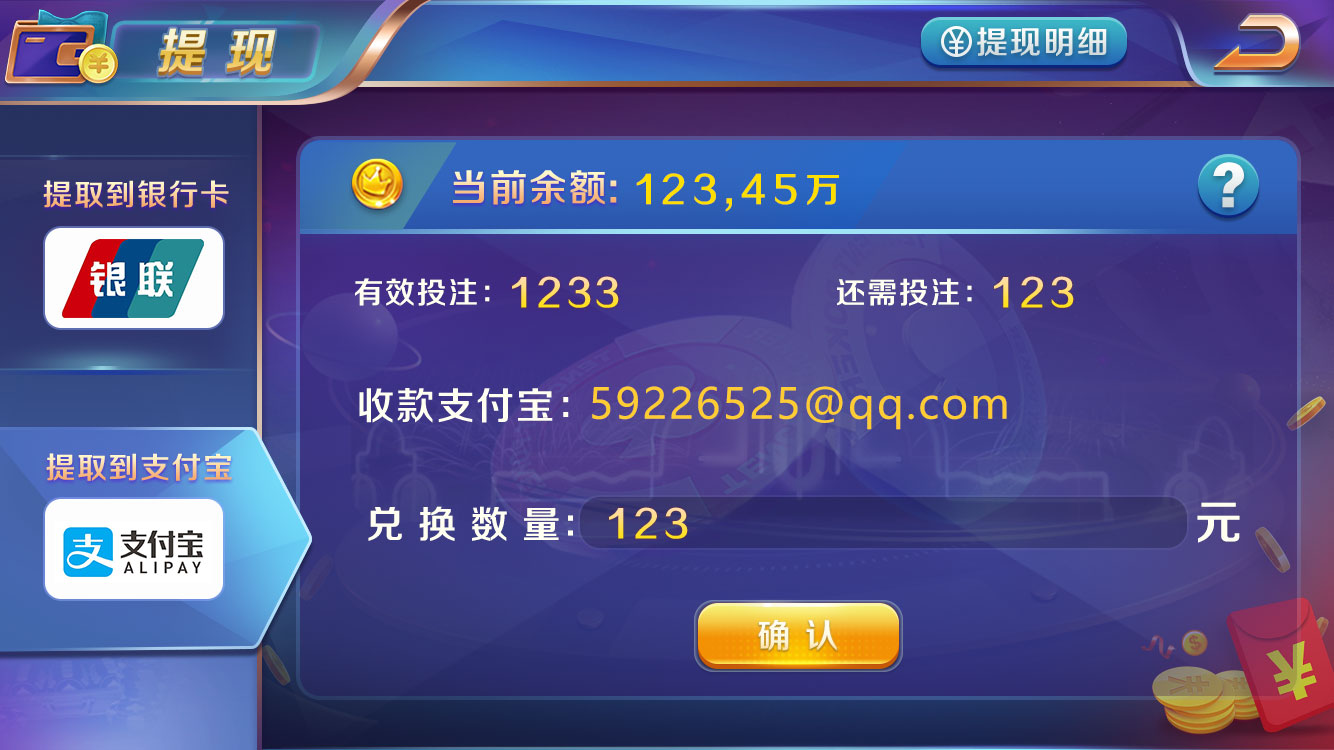 提现
¥提现明细
提取到银行卡
银联
提取到支付宝
支 支付宝
ALIPAY
当前余额: 123,45万
?
有效投注: 1233
还需投注: 123
收款支付宝: 59226525@qq.com
兑换数量: 123 元
确认
¥